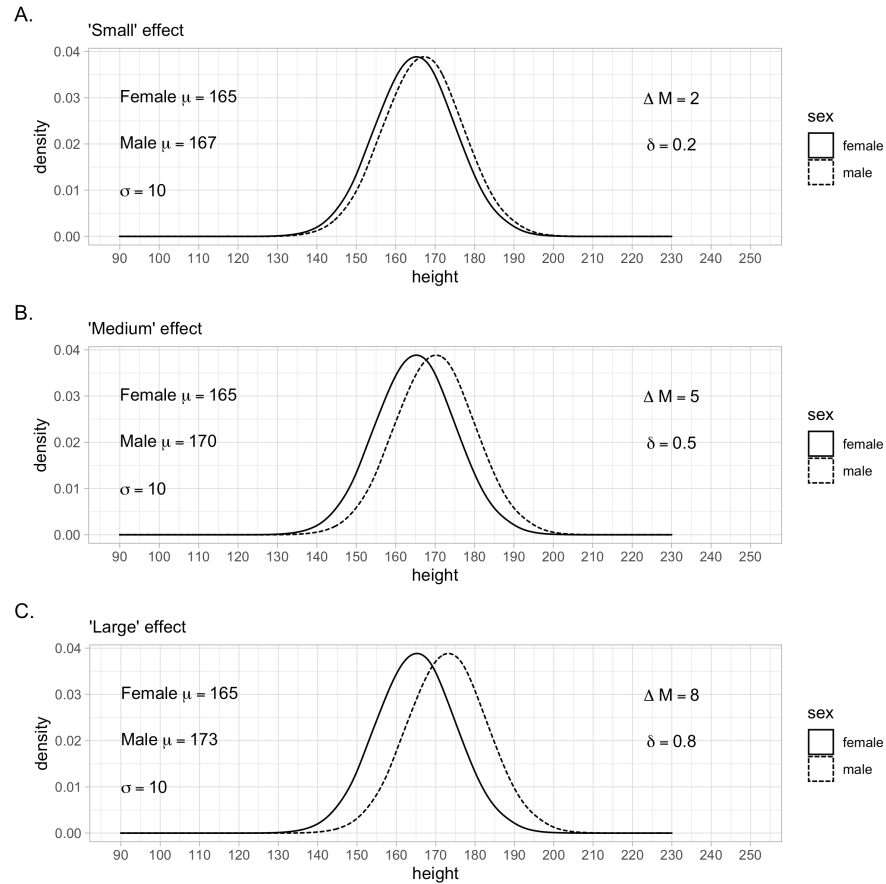 A.
'Small' effect
0.04
0.03
0.02
0.01
0.00
density
Female μ = 165
Male μ = 167
σ = 10
Δ M = 2
δ = 0.2
90 100 110 120 130 140 150 160 170 180 190 200 210 220 230 240 250
height
sex
female
male
B.
'Medium' effect
0.04
0.03
0.02
0.01
0.00
density
Female μ = 165
Male μ = 170
σ = 10
Δ M = 5
δ = 0.5
90 100 110 120 130 140 150 160 170 180 190 200 210 220 230 240 250
height
sex
female
male
C.
'Large' effect
0.04
0.03
0.02
0.01
0.00
density
Female μ = 165
Male μ = 173
σ = 10
Δ M = 8
δ = 0.8
90 100 110 120 130 140 150 160 170 180 190 200 210 220 230 240 250
height
sex
female
male